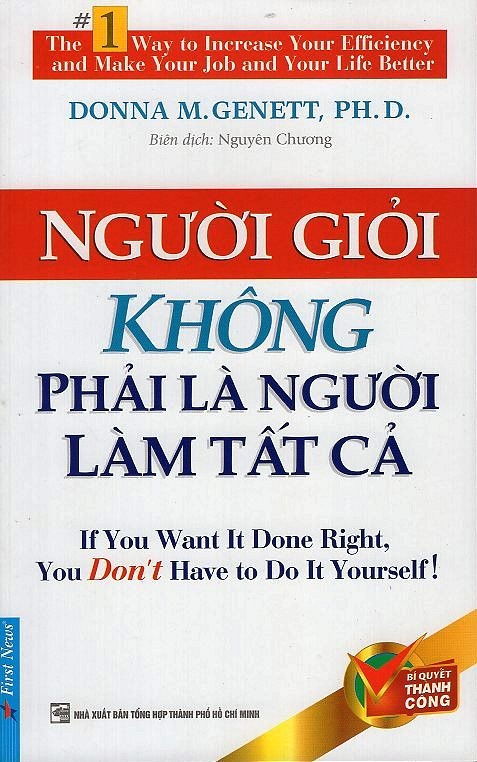 #1 Way to Increase Your Efficiency
The and Make Your Job and Your Life Better
DONNA M. GENETT, PH.D.
Biên dịch: Nguyên Chương
NGƯỜI GIỎI
KHÔNG
PHẢI LÀ NGƯỜI
LÀM TẤT CẢ
If You Want It Done Right,
You Don't Have to Do It Yourself!
First News
BÍ QUYẾT
THÀNH
CÔNG
NHÀ XUẤT BẢN TỔNG HỢP THÀNH PHỐ HỒ CHÍ MINH